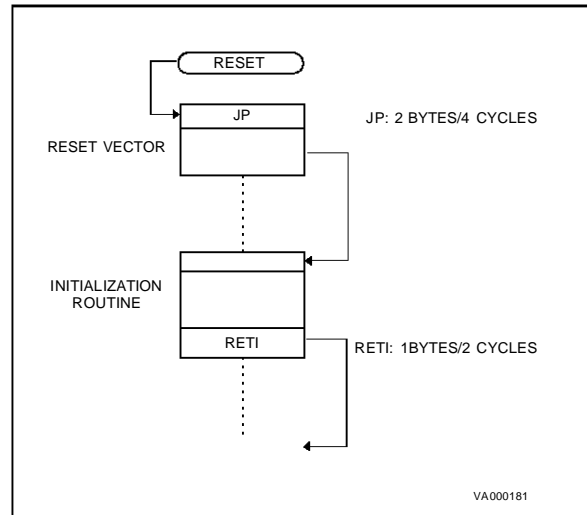 RESET
JP
JP: 2 BYTES/4 CYCLES
RESET VECTOR
INITIALIZATION
ROUTINE
RETI
RETI: 1BYTES/2 CYCLES
VA000181